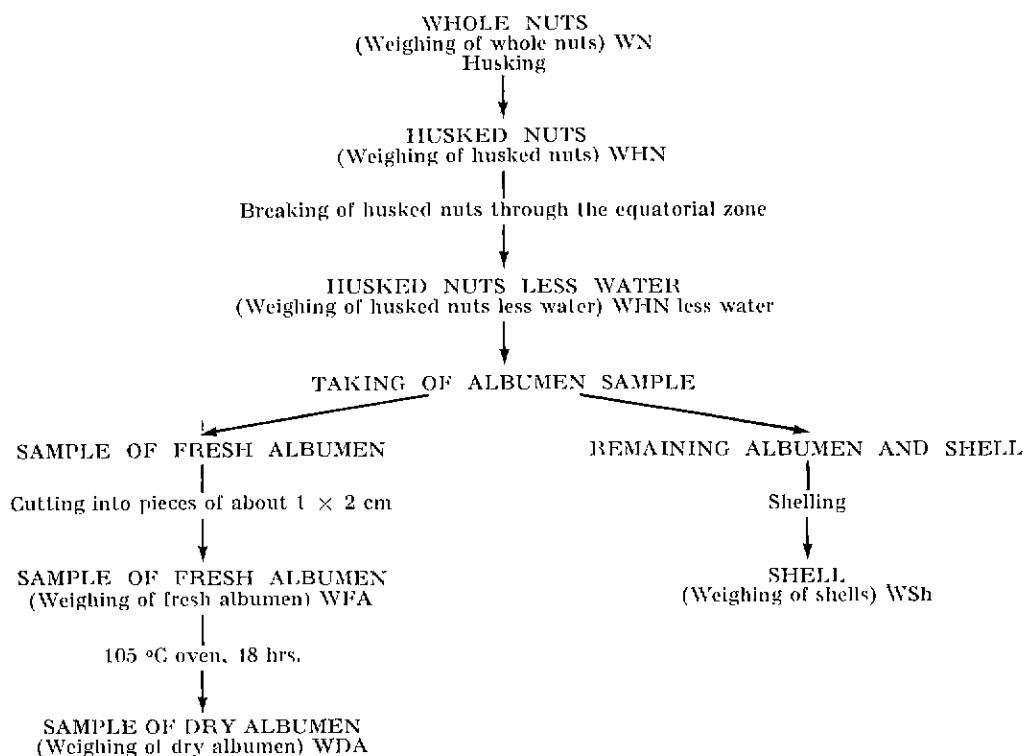 WHOLE NUTS
(Weighing of whole nuts) WN
Husking
HUSKED NUTS
(Weighing of husked nuts) WHN
Breaking of husked nuts through the equatorial zone
HUSKED NUTS LESS WATER
(Weighing of husked nuts less water) WHN less water
TAKING OF ALBUMEN SAMPLE
SAMPLE OF FRESH ALBUMEN
REMAINING ALBUMEN AND SHELL
Cutting into pieces of about 1 × 2 cm
Shelling
SAMPLE OF FRESH ALBUMEN
(Weighing of fresh albumen) WFA
SHELL
(Weighing of shells) WSh
105 °C oven, 18 hrs.
SAMPLE OF DRY ALBUMEN
(Weighing of dry albumen) WDA